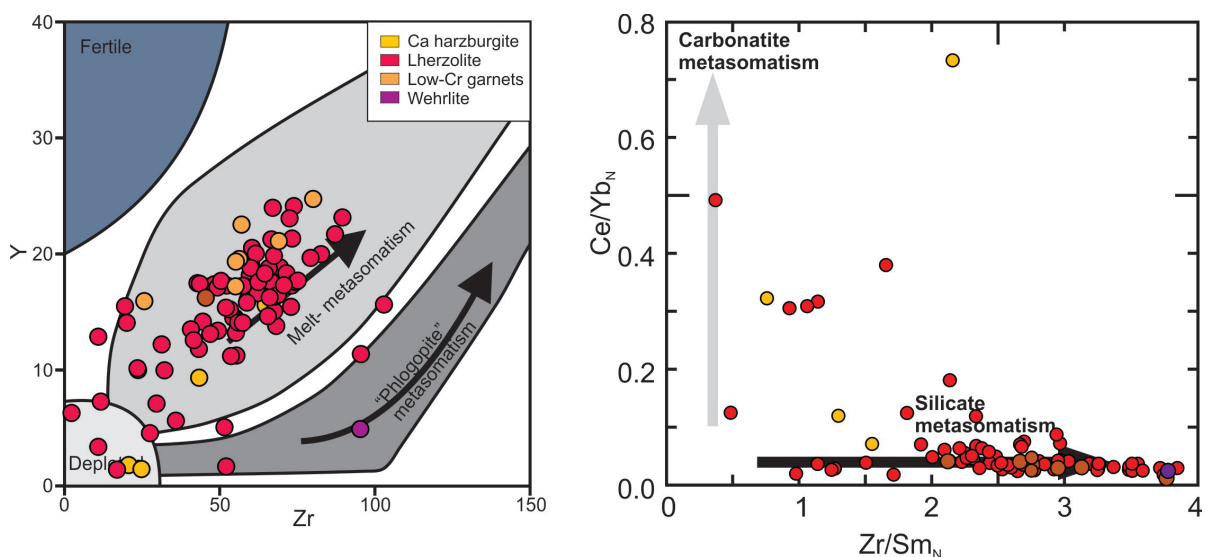 40
30
20
10
0
Y
0
50
100
150
Zr
Fertile
Ca harzburgite
Lherzolite
Low-Cr garnets
Wehrlite
Melt- metasomatism
"Phlogopite"
metasomatism
0.8
0.6
0.4
0.2
0.0
Ce/Yb_N
0
1
2
3
4
Zr/Sm_N
Carbonatite
metasomatism
Silicate
metasomatism